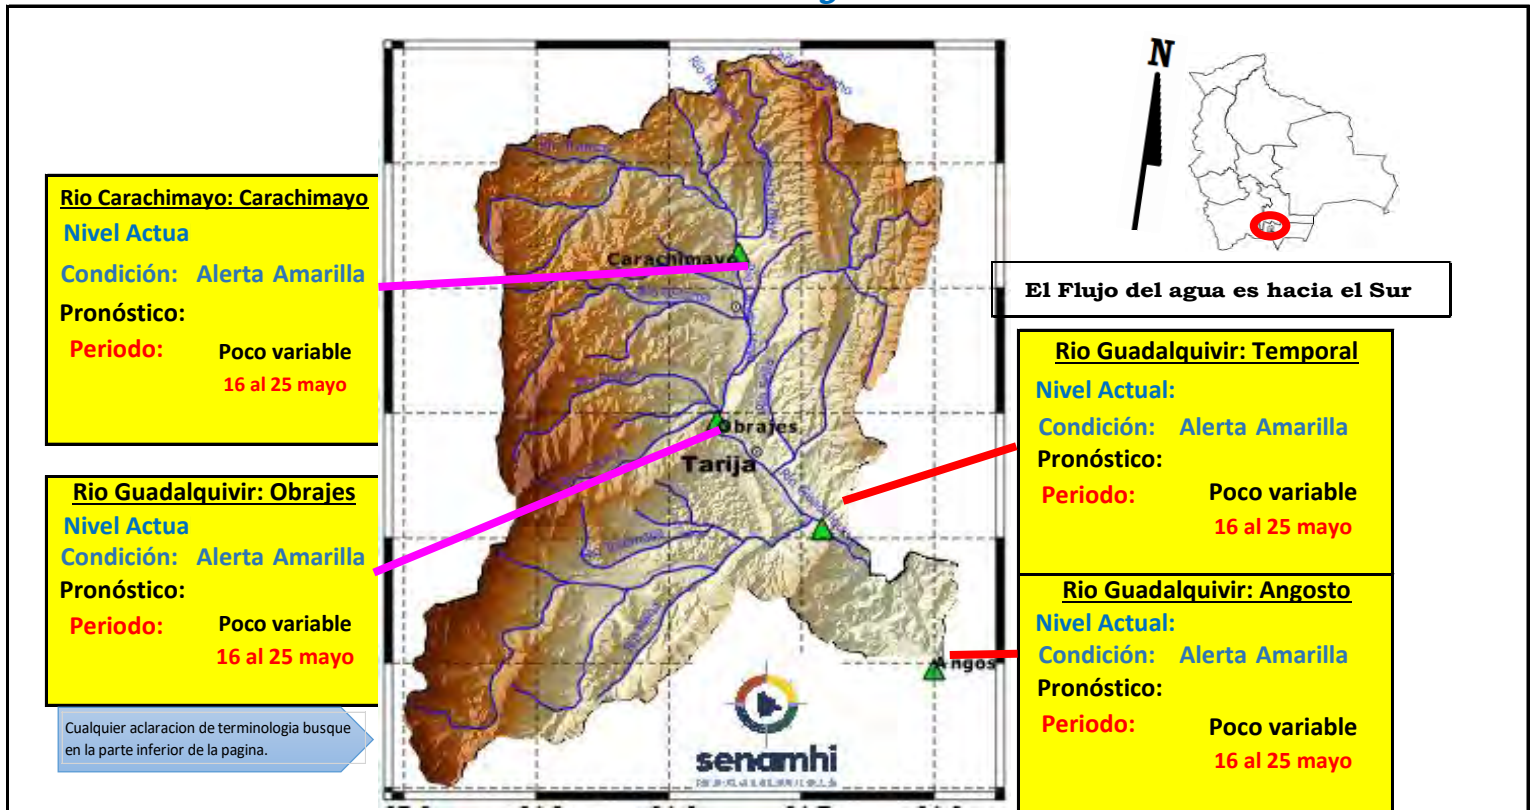 N
Rio Carachimayo: Carachimayo
Nivel Actua
Condición: Alerta Amarilla
Pronóstico:
Periodo: Poco variable
16 al 25 mayo
Rio Guadalquivir: Obrajes
Nivel Actua
Condición: Alerta Amarilla
Pronóstico:
Periodo: Poco variable
16 al 25 mayo
Cualquier aclaracion de terminologia busque
en la parte inferior de la pagina.
Carachimayo
Obrajes
Tarija
Angos
senamhi
El Flujo del agua es hacia el Sur
Rio Guadalquivir: Temporal
Nivel Actual:
Condición: Alerta Amarilla
Pronóstico:
Periodo: Poco variable
16 al 25 mayo
Rio Guadalquivir: Angosto
Nivel Actual:
Condición: Alerta Amarilla
Pronóstico:
Periodo: Poco variable
16 al 25 mayo